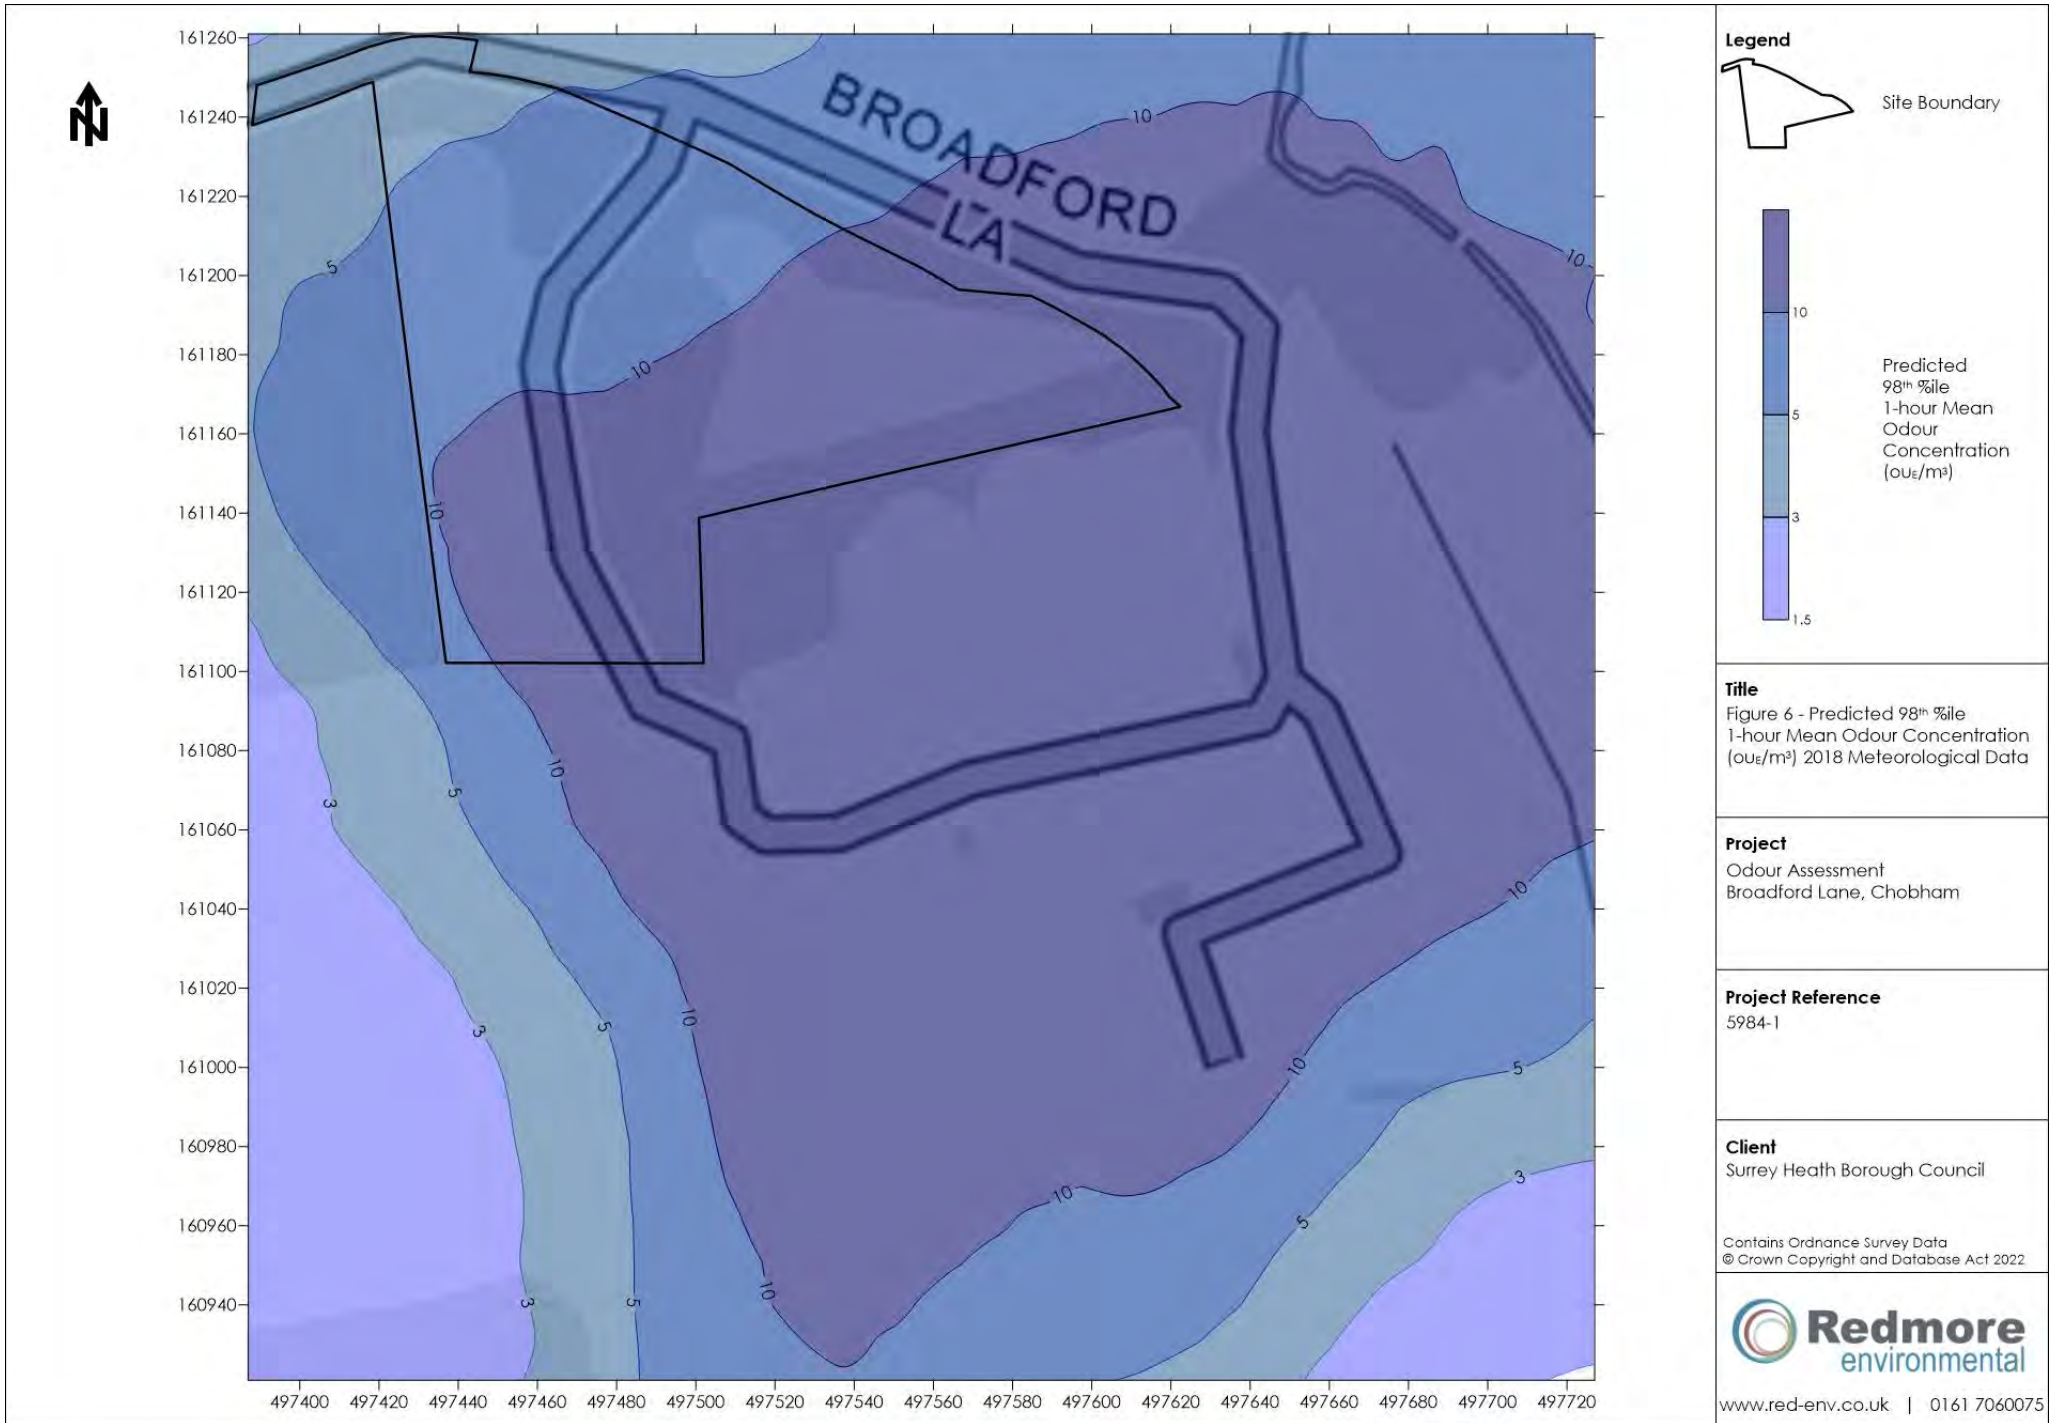 161260
161240
161220
161200
161180
161160
161140
161120
161100
161080
161060
161040
161020
161000
160980
160960
160940
497400 497420 497440 497460 497480 497500 497520 497540 497560 497580 497600 497620 497640 497660 497680 497700 497720
N
BROADFORD
LA
10
10
5
10
10
10
5
3
10
3
5
10
10
5
10
3
5
10
10
5
3
5
3
Legend
Site Boundary
10
5
3
1.5
Predicted
98th %ile
1-hour Mean
Odour
Concentration
(ouE/m³)
Title
Figure 6 - Predicted 98th %ile
1-hour Mean Odour Concentration
(ouE/m³) 2018 Meteorological Data
Project
Odour Assessment
Broadford Lane, Chobham
Project Reference
5984-1
Client
Surrey Heath Borough Council
Contains Ordnance Survey Data
© Crown Copyright and Database Act 2022
Redmore
environmental
www.red-env.co.uk | 0161 7060075